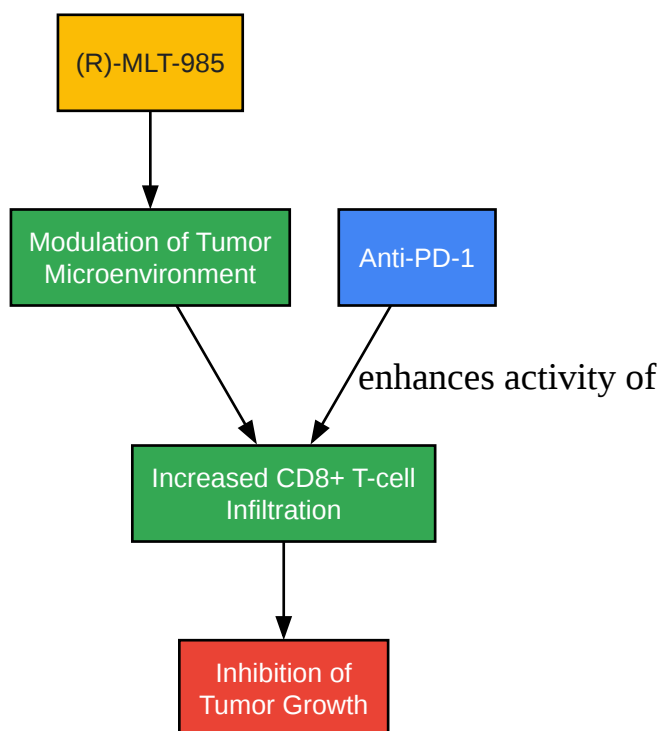 (R)-MLT-985
Modulation of Tumor
Microenvironment
Anti-PD-1
enhances activity of
Increased CD8+ T-cell
Infiltration
Inhibition of
Tumor Growth